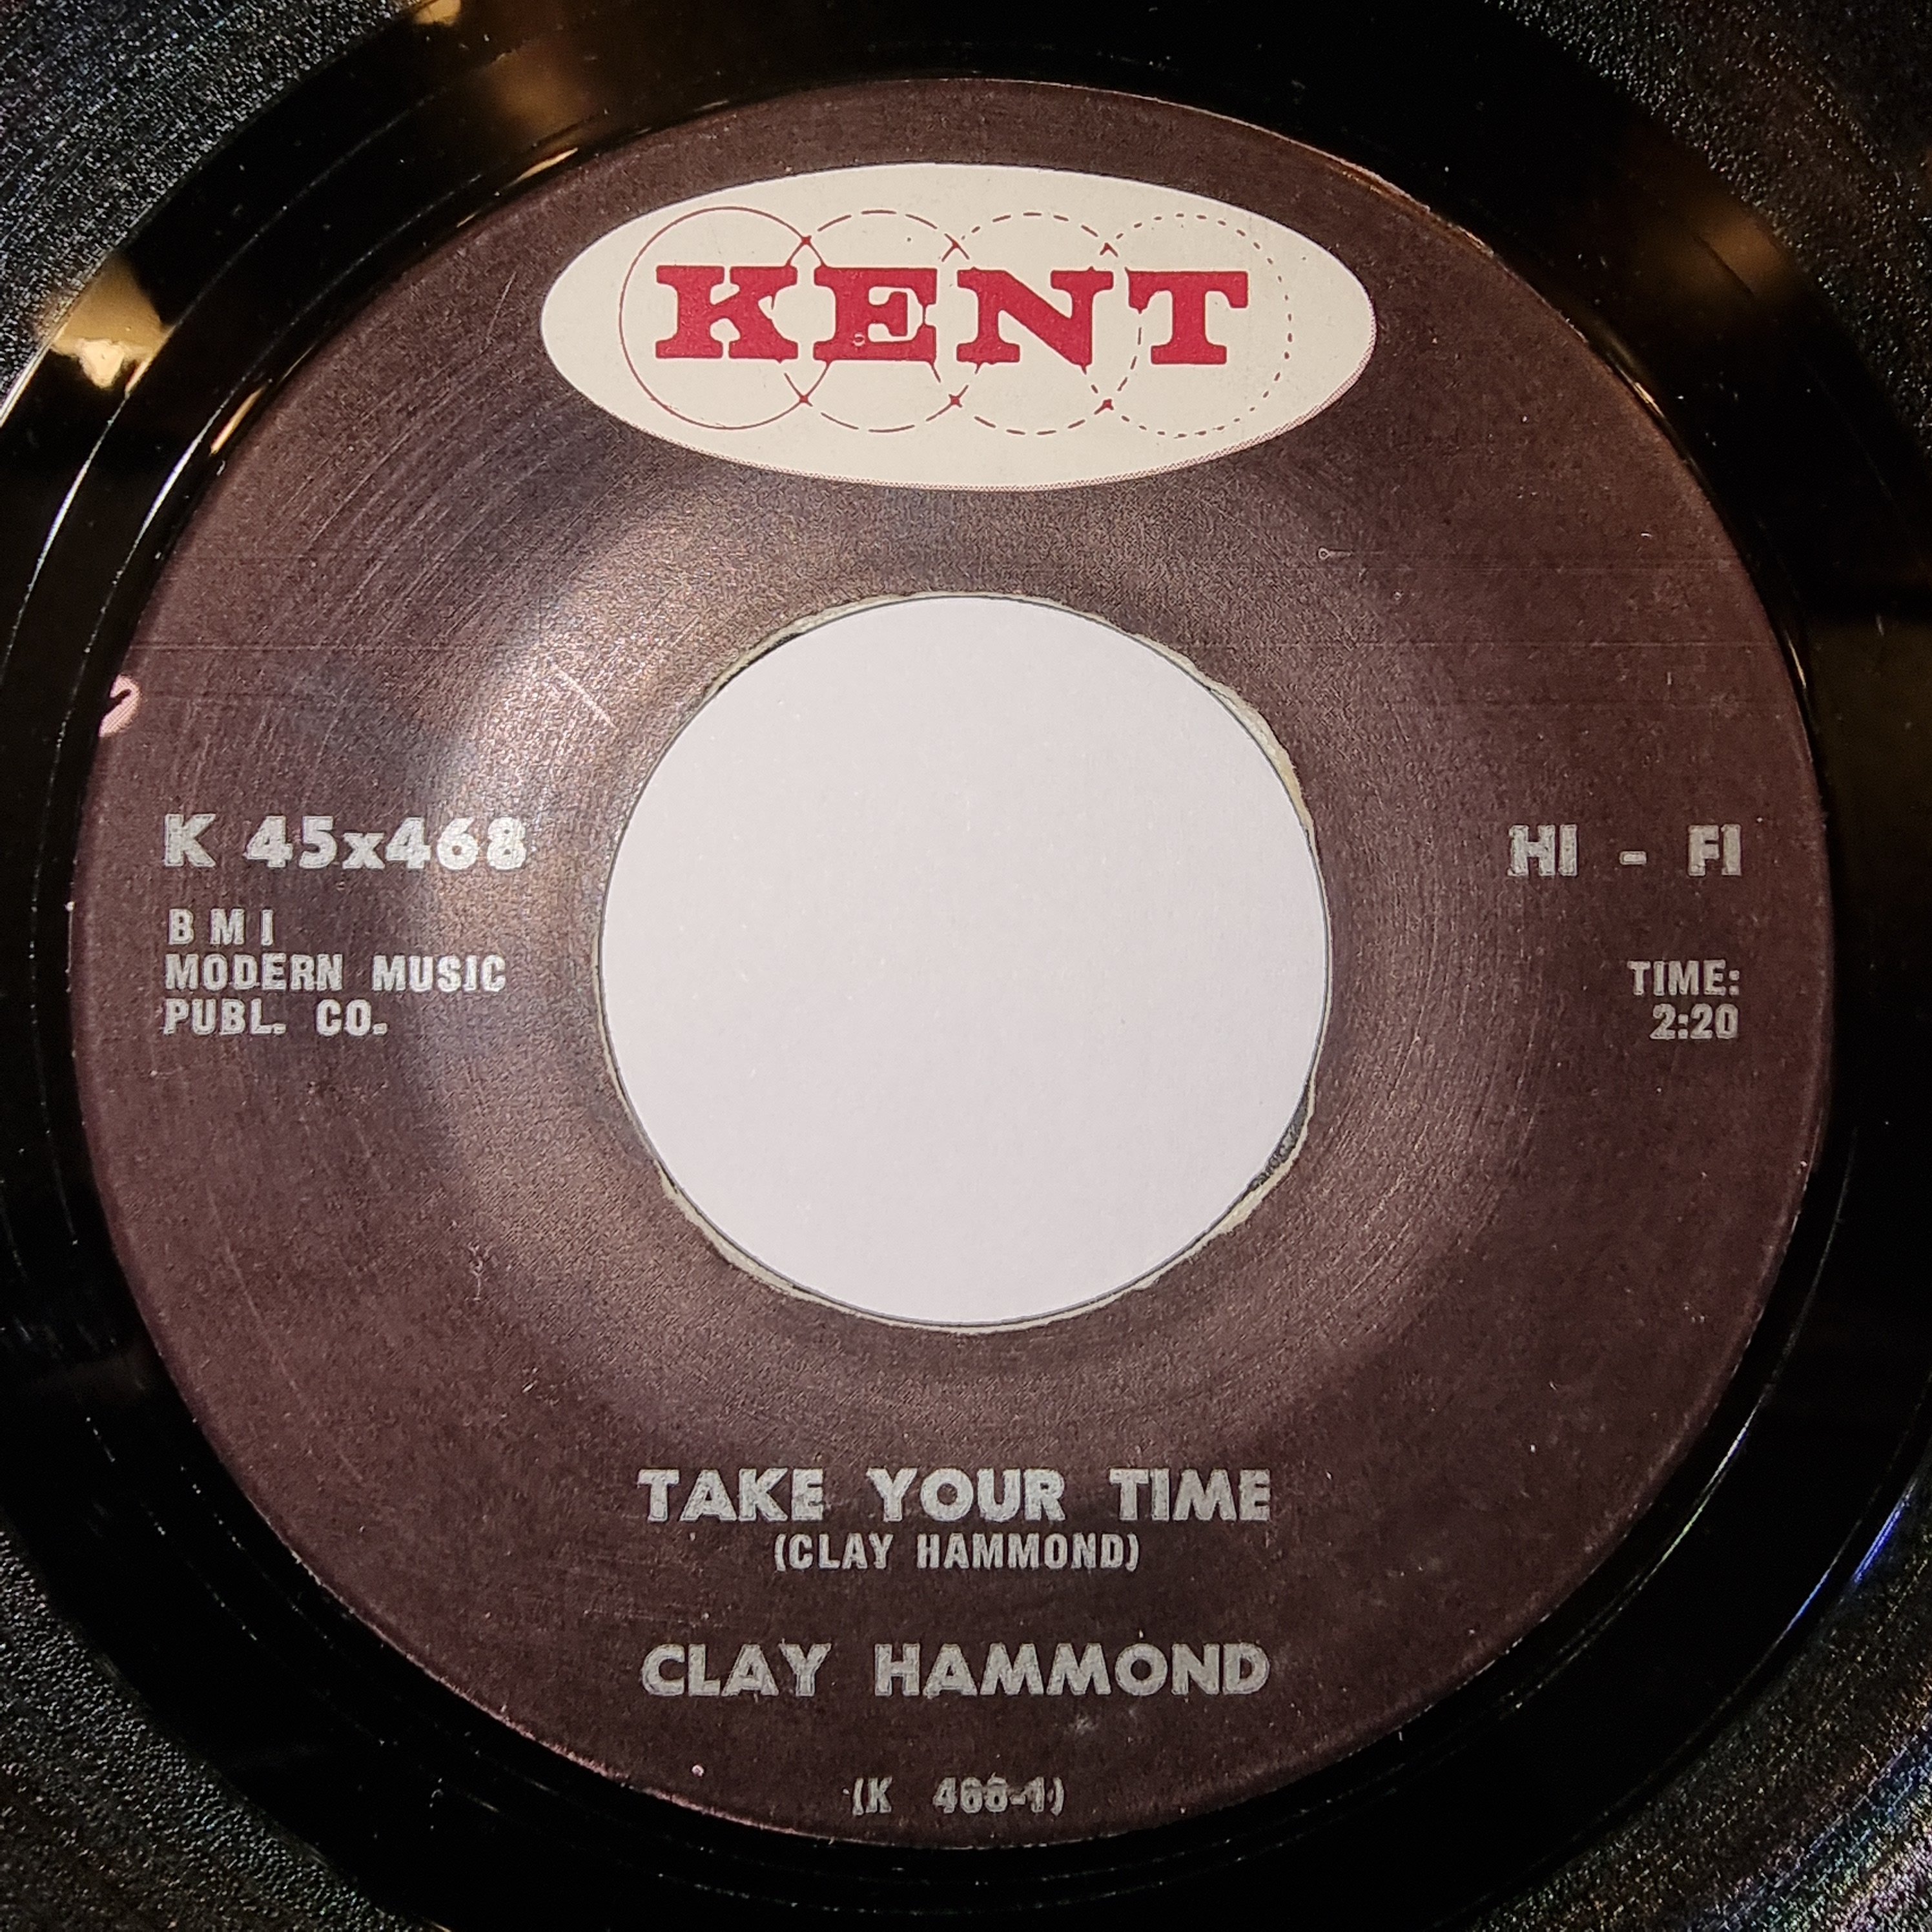 KENT
K 45x468
HI - FI
B M I
MODERN MUSIC
PUBL. CO.
TIME:
2:20
TAKE YOUR TIME
(CLAY HAMMOND)
CLAY HAMMOND
(K 468-1)